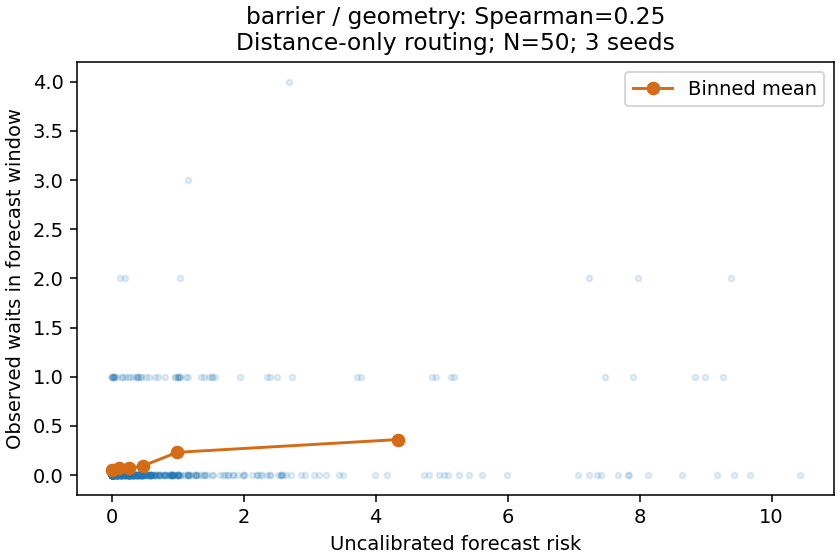 barrier / geometry: Spearman=0.25
Distance-only routing; N=50; 3 seeds
Binned mean
Observed waits in forecast window
4.0
3.5
3.0
2.5
2.0
1.5
1.0
0.5
0.0
0 2 4 6 8 10
Uncalibrated forecast risk